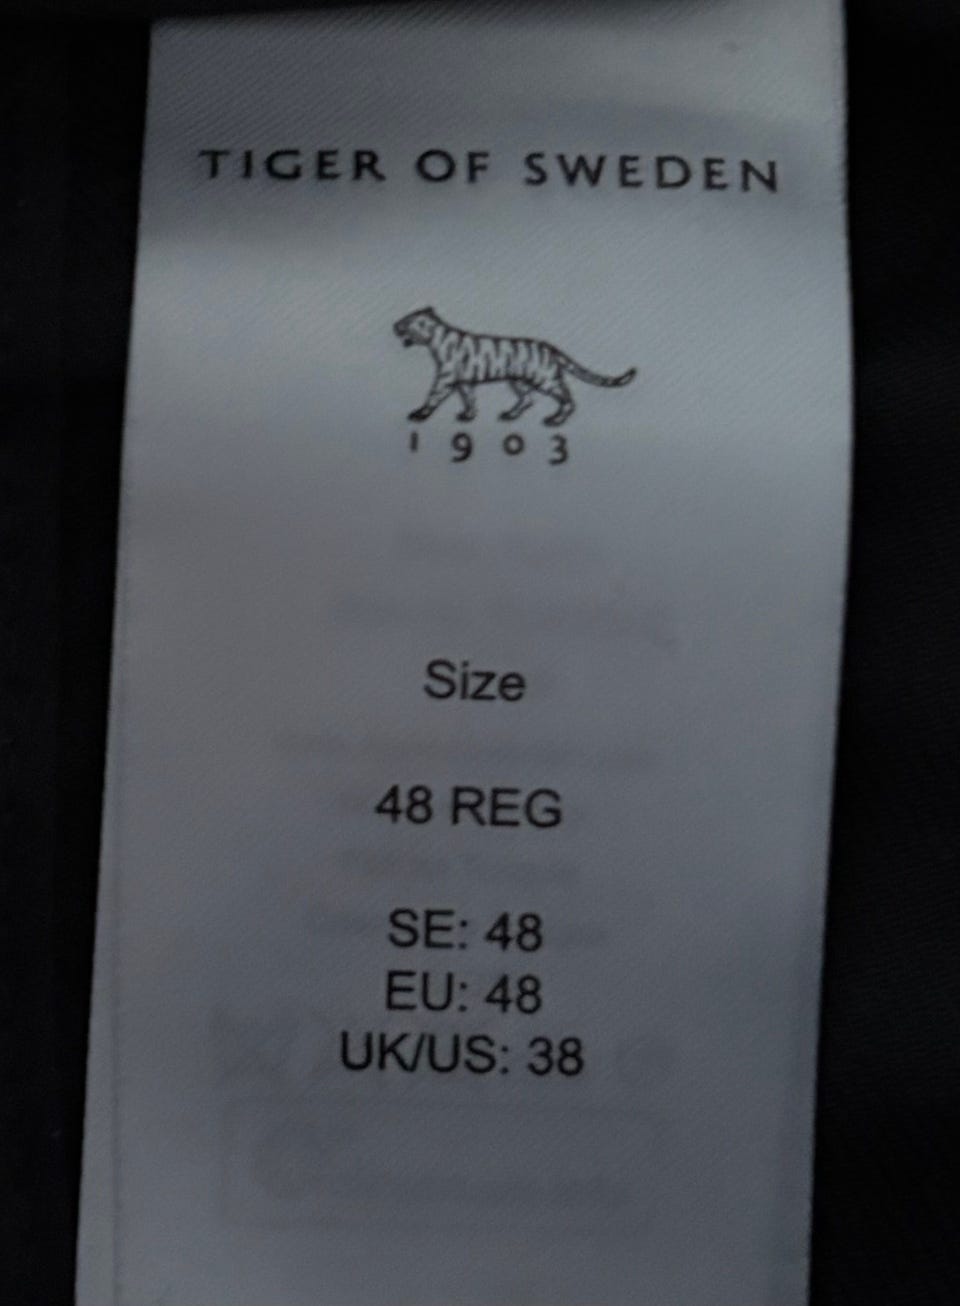 TIGER OF SWEDEN
1903
Size
48 REG
SE: 48
EU: 48
UK/US: 38